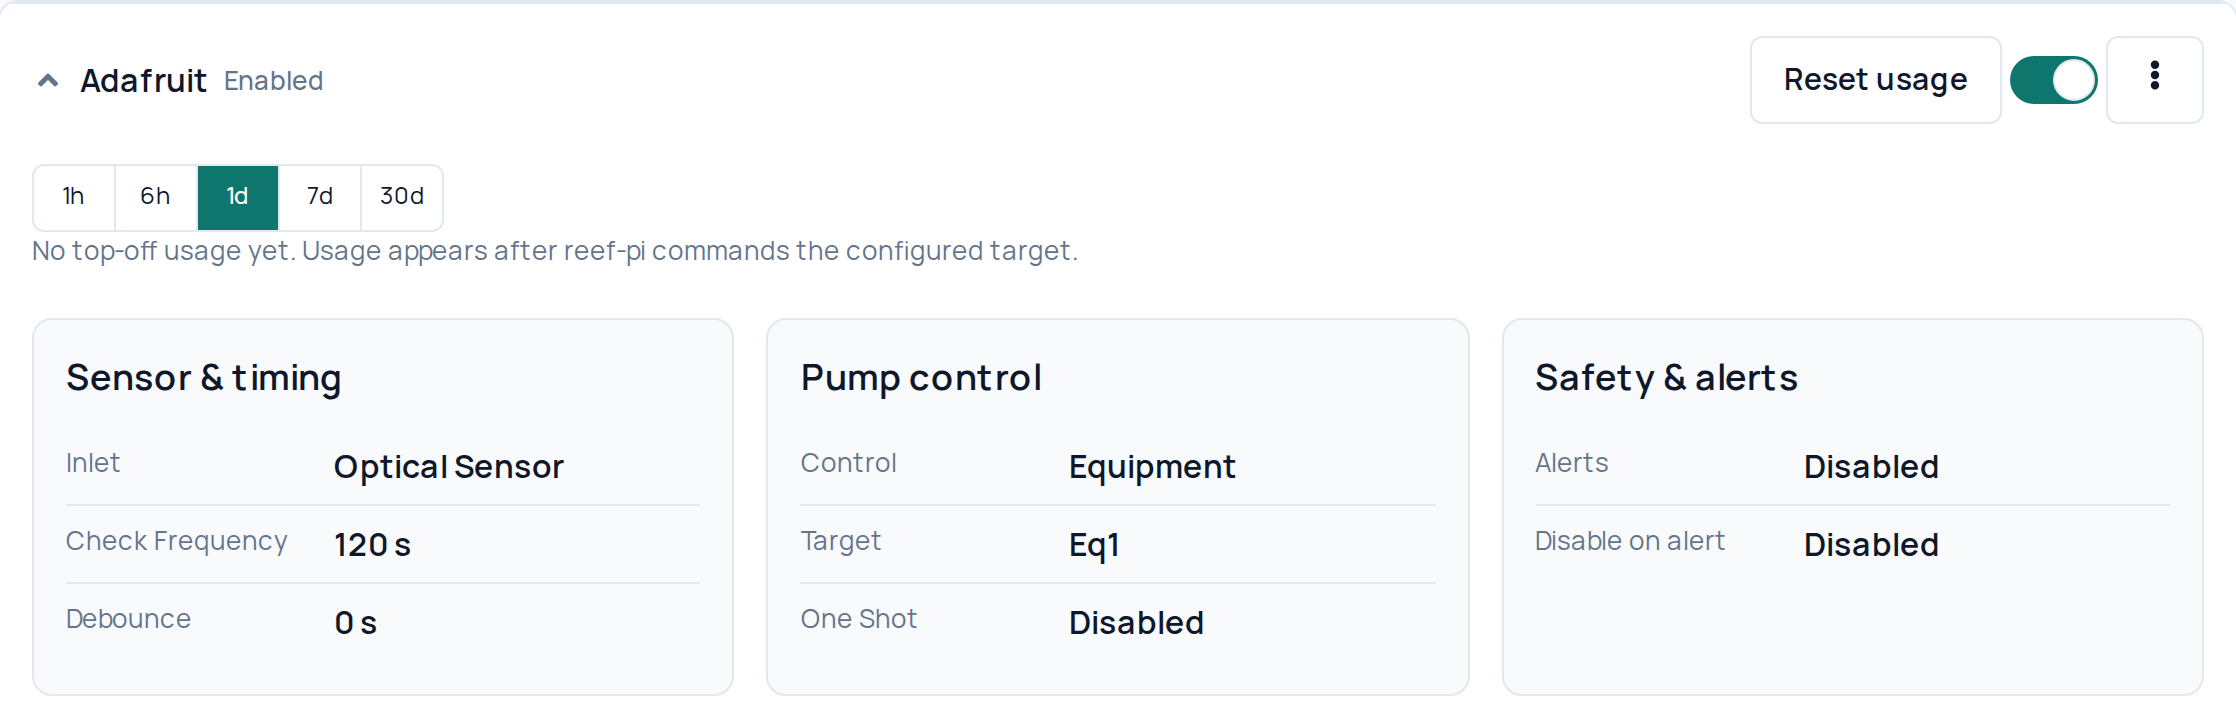 Adafruit Enabled Reset usage
1h 6h 1d 7d 30d
No top-off usage yet. Usage appears after reef-pi commands the configured target.
Sensor & timing
Inlet Optical Sensor
Check Frequency 120 s
Debounce 0 s
Pump control
Control Equipment
Target Eq1
One Shot Disabled
Safety & alerts
Alerts Disabled
Disable on alert Disabled